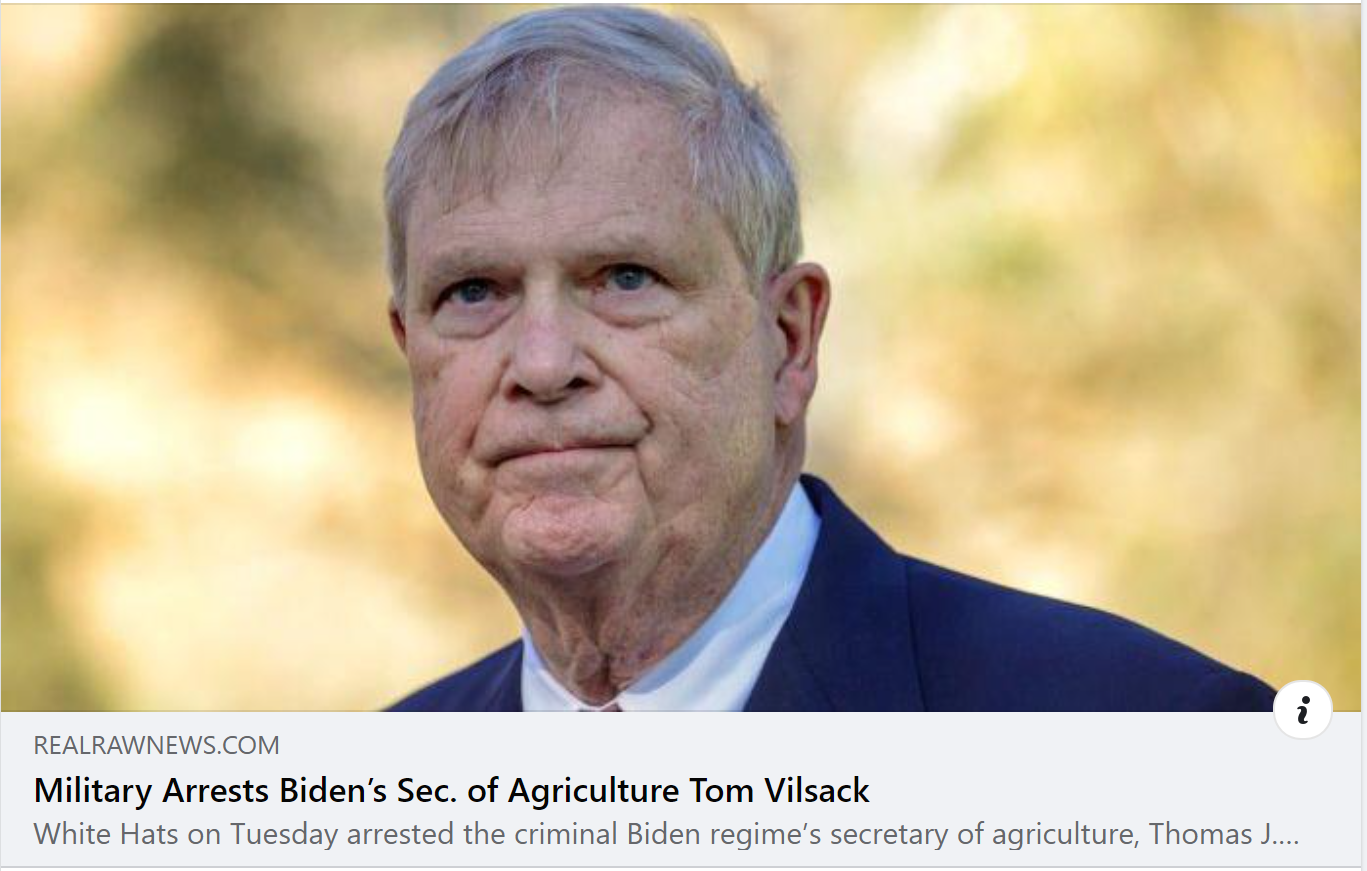 REALRAWNEWS.COM
Military Arrests Biden’s Sec. of Agriculture Tom Vilsack
White Hats on Tuesday arrested the criminal Biden regime’s secretary of agriculture, Thomas J....